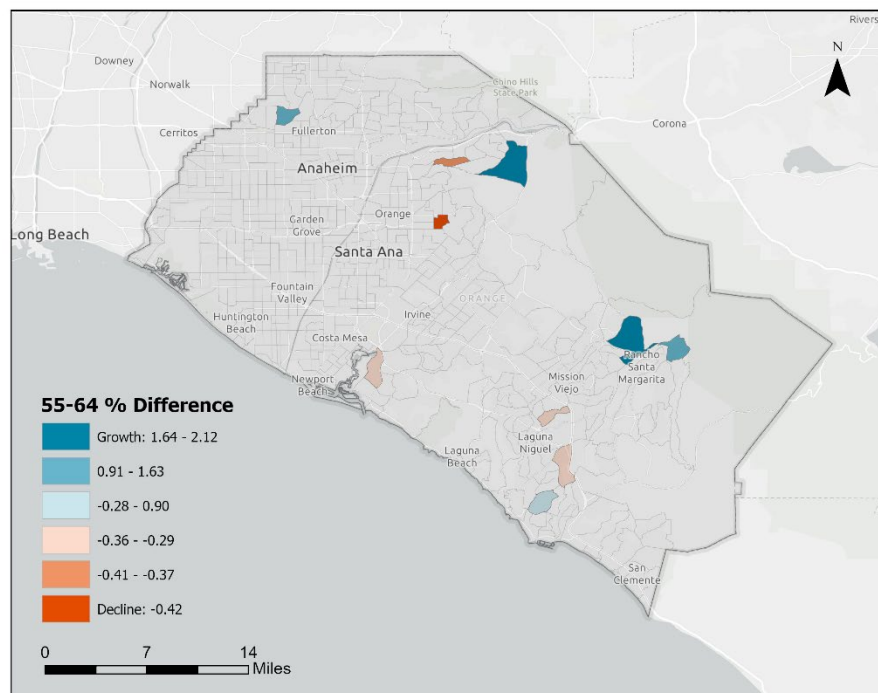 Rivers
N
Downey
Norwalk
Chino Hills
State Park
Corona
Cerritos
Fullerton
Anaheim
Long Beach
Garden
Grove
Orange
Santa Ana
Fountain
Valley
ORANGE
Huntington
Beach
Irvine
Costa Mesa
Rancho
Santa
Margarita
Newport
Beach
Mission
Viejo
Laguna
Niguel
Laguna
Beach
San
Clemente
55-64 % Difference
Growth: 1.64 - 2.12
0.91 - 1.63
-0.28 - 0.90
-0.36 - -0.29
-0.41 - -0.37
Decline: -0.42
0 7 14
Miles